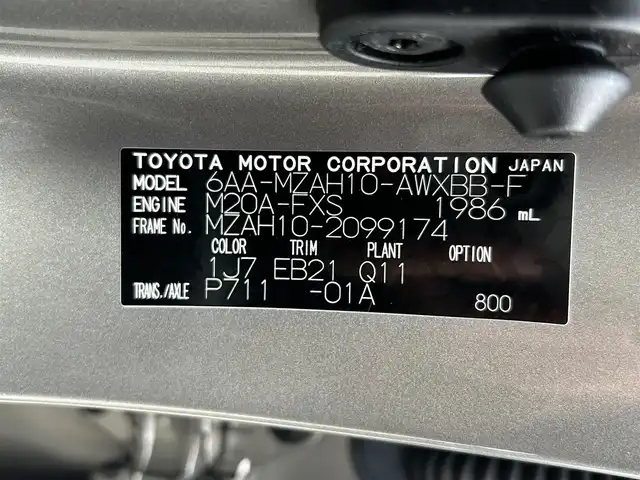 TOYOTA MOTOR CORPORATION JAPAN
MODEL 6AA-MZAH10-AWXBB-F
ENGINE M20A-FXS 1986 mL
FRAME No. MZAH10-2099174
COLOR TRIM PLANT OPTION
1J7 EB21 Q11
TRANS./AXLE P711 -01A 800